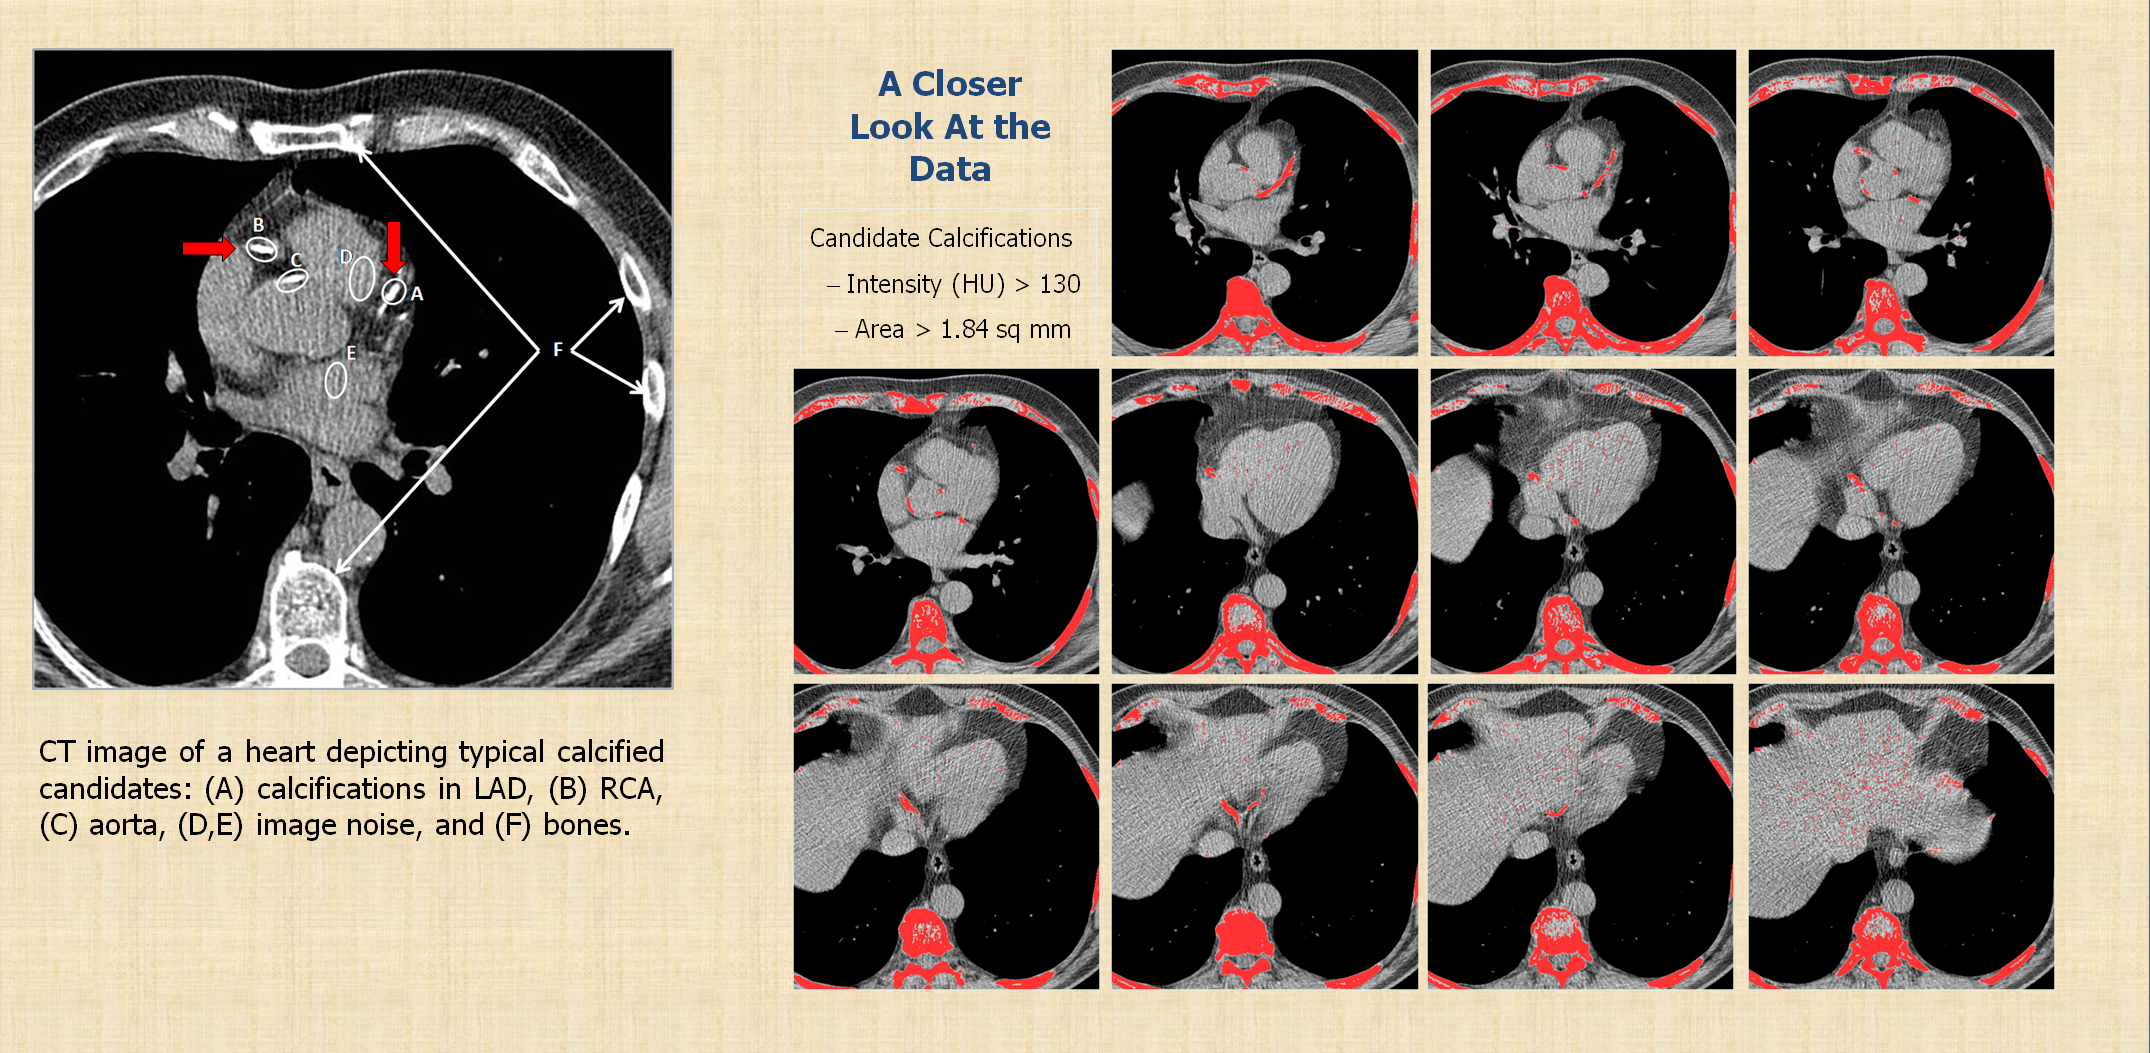 B
C
D
A
E
F
CT image of a heart depicting typical calcified
candidates: (A) calcifications in LAD, (B) RCA,
(C) aorta, (D,E) image noise, and (F) bones.
A Closer
Look At the
Data
Candidate Calcifications
– Intensity (HU) > 130
– Area > 1.84 sq mm